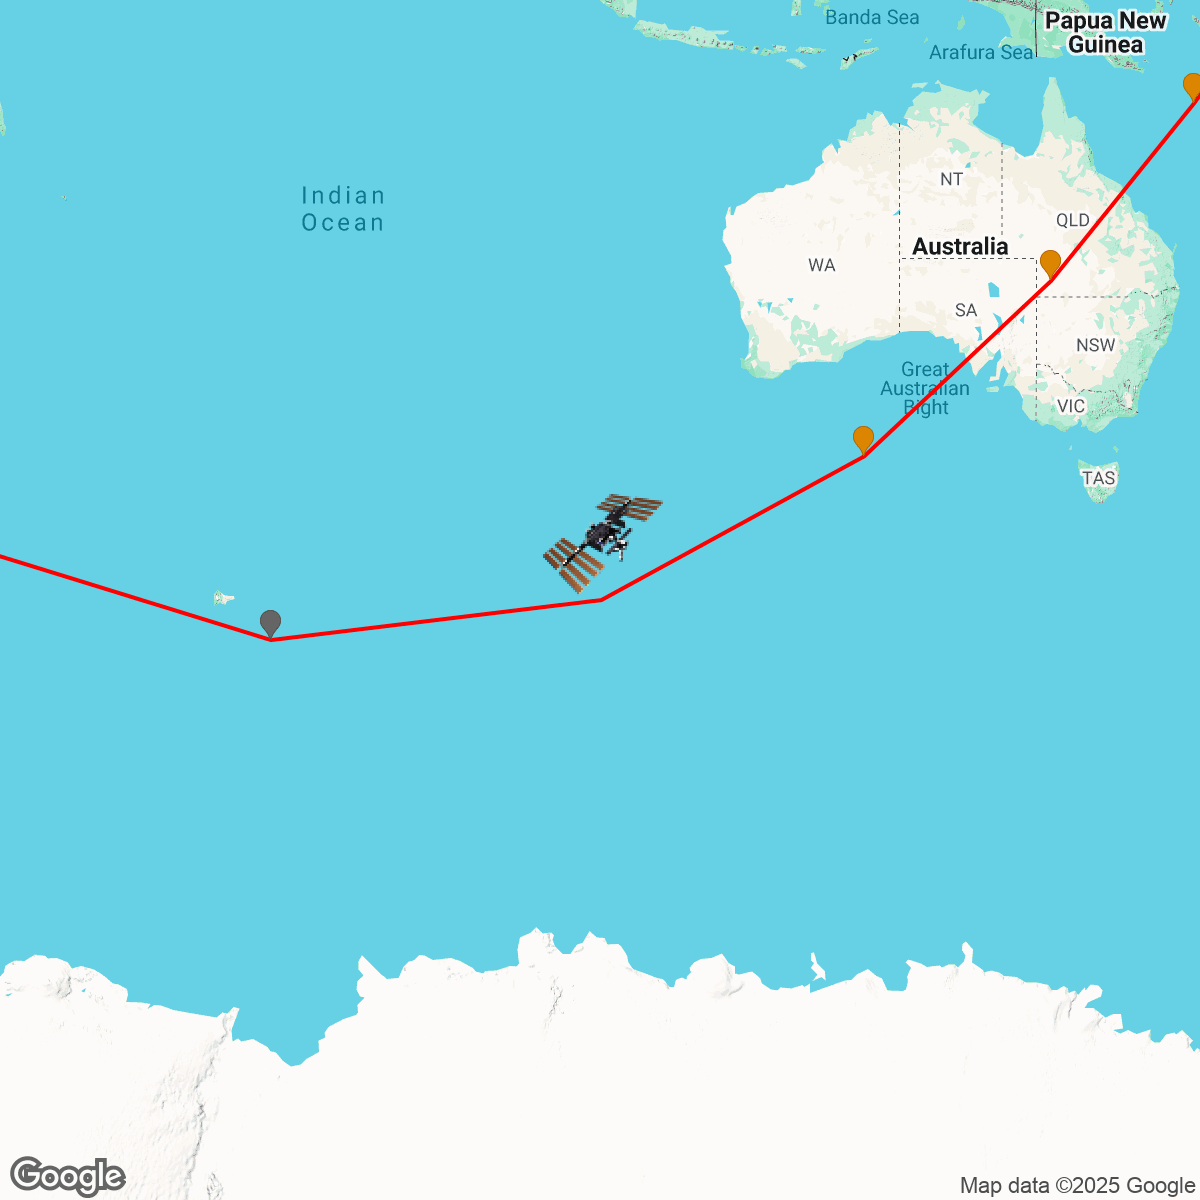 Banda Sea
Papua New
Guinea
Arafura Sea
Indian
Ocean
NT
QLD
Australia
WA
SA
NSW
Great
Australian
Bight
VIC
TAS
Google
Map data ©2025 Google